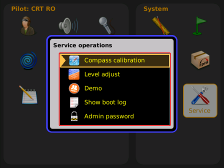 Pilot: CRT RO
System
Service operations
Compass calibration
Level adjust
Demo
Show boot log
Admin password
Service